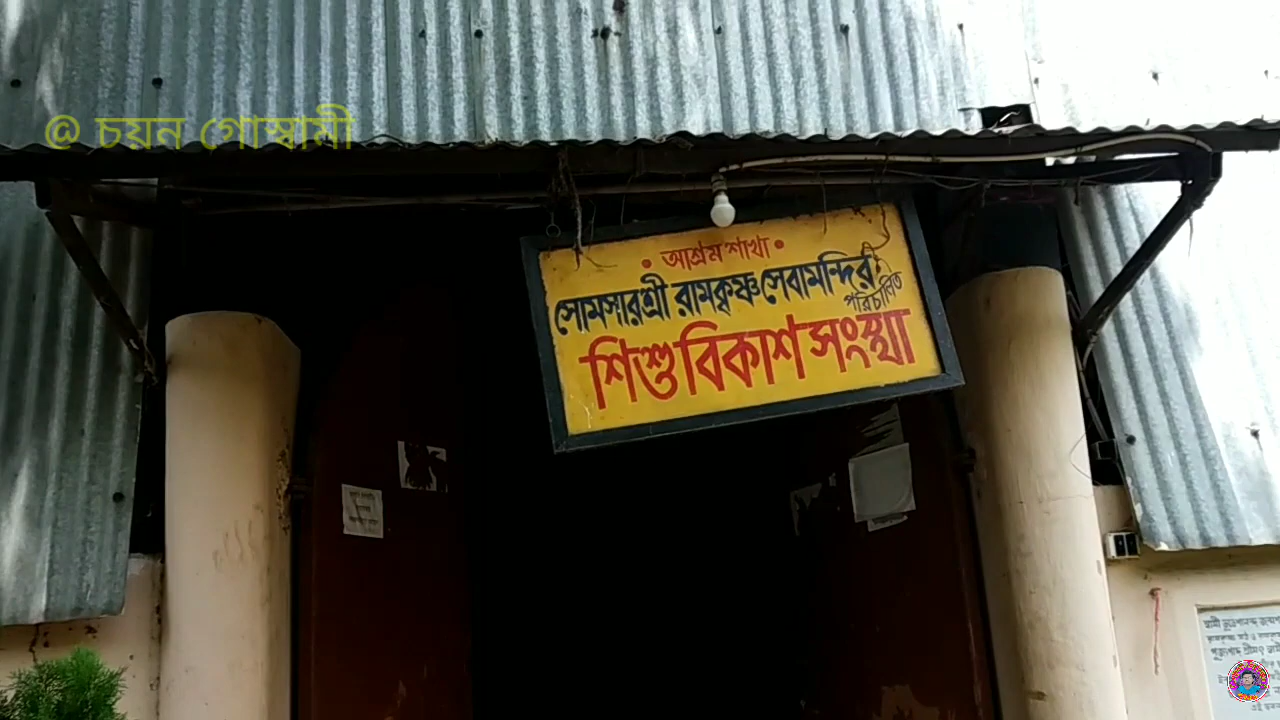 @ চয়ন গোস্বামী
• আশ্রম শাখা •
সোমসারশ্রী রামকৃষ্ণ সেবামন্দির
পরিচালিত
শিশু বিকাশ সংস্থা
স্বামী